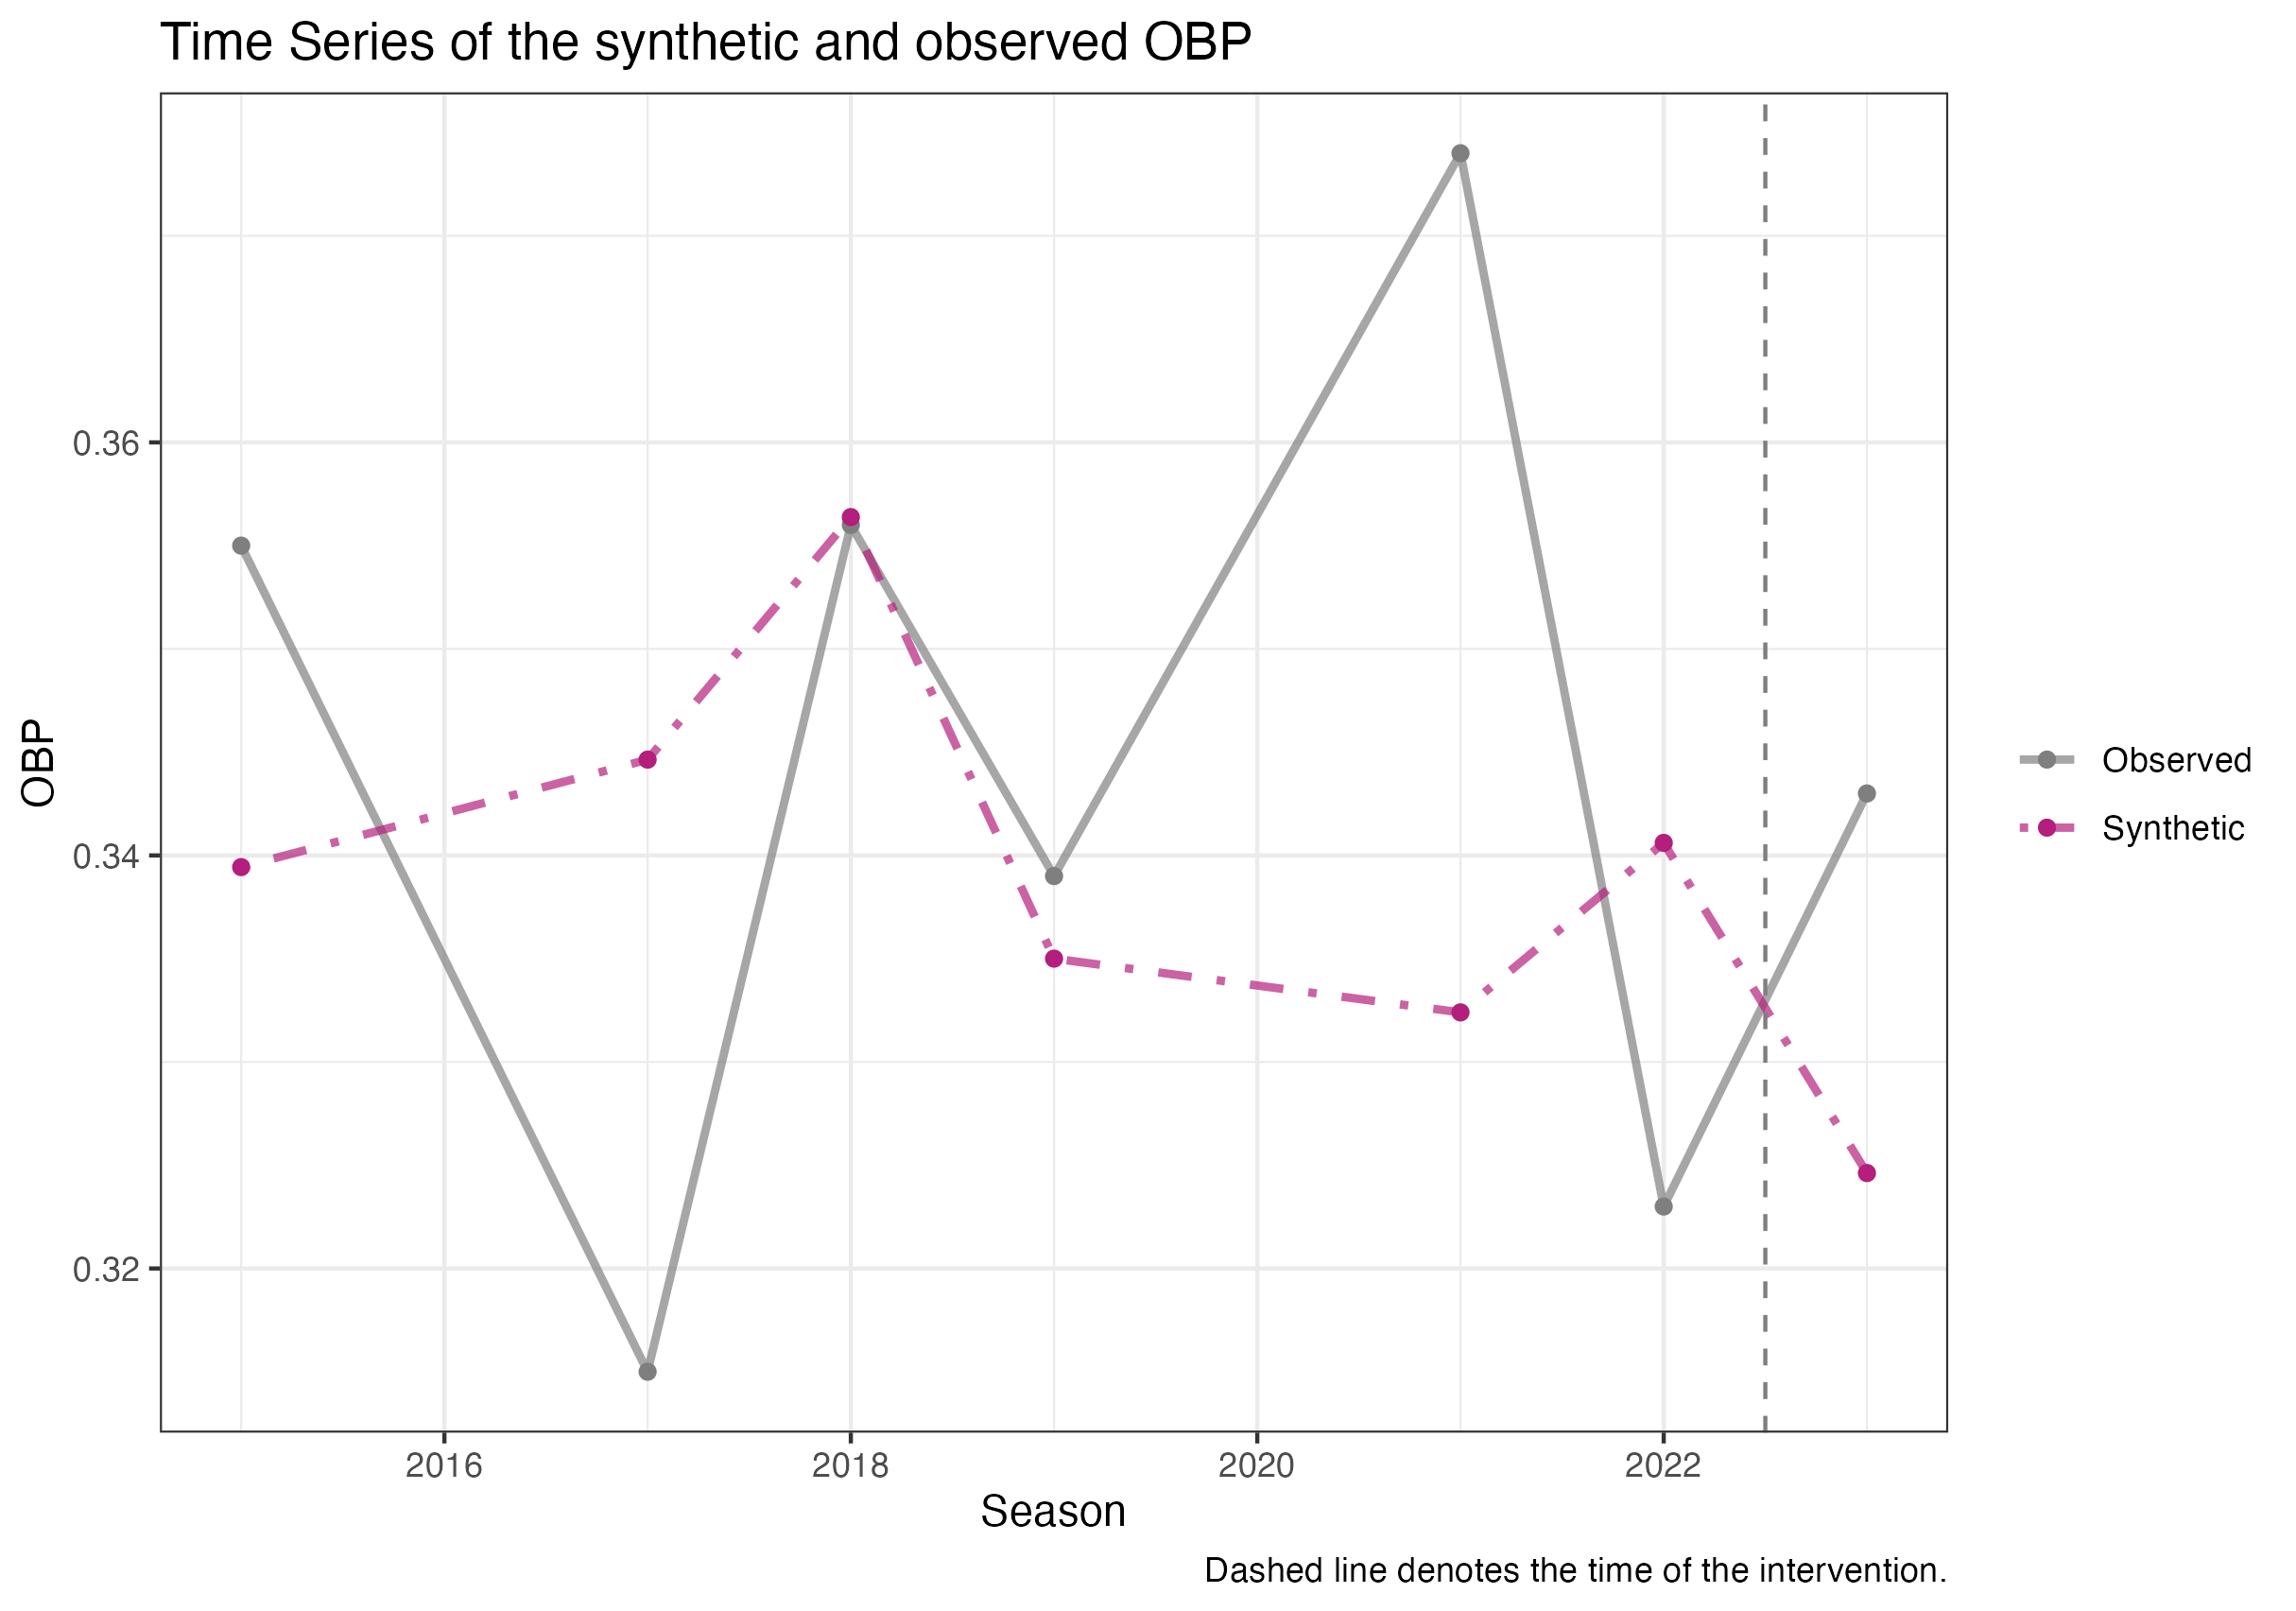 Time Series of the synthetic and observed OBP
OBP
0.36
0.34
0.32
2016
2018
2020
2022
Season
Observed
Synthetic
Dashed line denotes the time of the intervention.